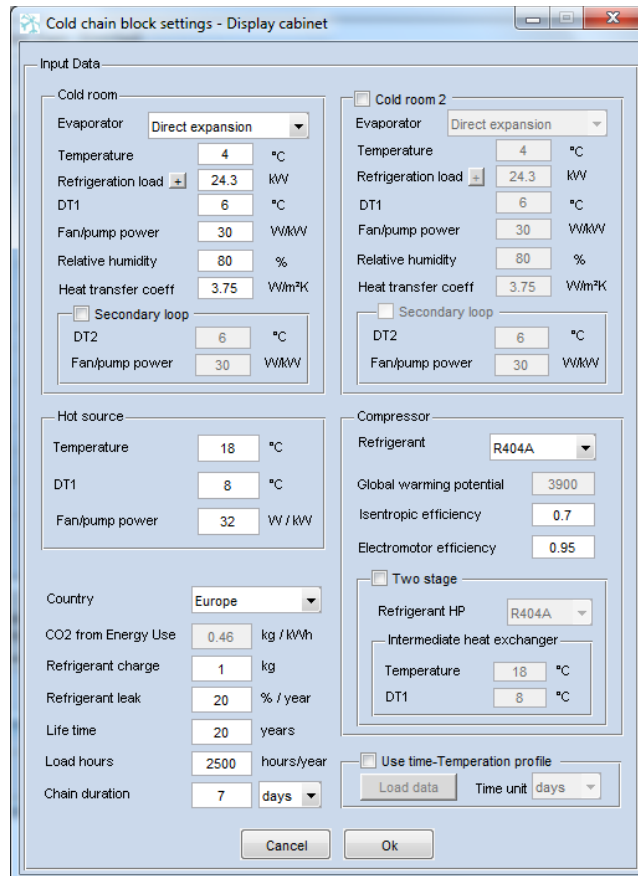 Cold chain block settings - Display cabinet
Input Data
Cold room
Evaporator Direct expansion
Temperature 4 °C
Refrigeration load + 24.3 kW
DT1 6 °C
Fan/pump power 30 W/kW
Relative humidity 80 %
Heat transfer coeff 3.75 W/m²K
Secondary loop
DT2 6 °C
Fan/pump power 30 W/kW
Cold room 2
Evaporator Direct expansion
Temperature 4 °C
Refrigeration load + 24.3 kW
DT1 6 °C
Fan/pump power 30 W/kW
Relative humidity 80 %
Heat transfer coeff 3.75 W/m²K
Secondary loop
DT2 6 °C
Fan/pump power 30 W/kW
Hot source
Temperature 18 °C
DT1 8 °C
Fan/pump power 32 W / kW
Compressor
Refrigerant R404A
Global warming potential 3900
Isentropic efficiency 0.7
Electromotor efficiency 0.95
Two stage
Refrigerant HP R404A
Intermediate heat exchanger
Temperature 18 °C
DT1 8 °C
Country Europe
CO2 from Energy Use 0.46 kg / kWh
Refrigerant charge 1 kg
Refrigerant leak 20 % / year
Life time 20 years
Load hours 2500 hours/year
Chain duration 7 days
Use time-Temperation profile
Load data Time unit days
Cancel Ok